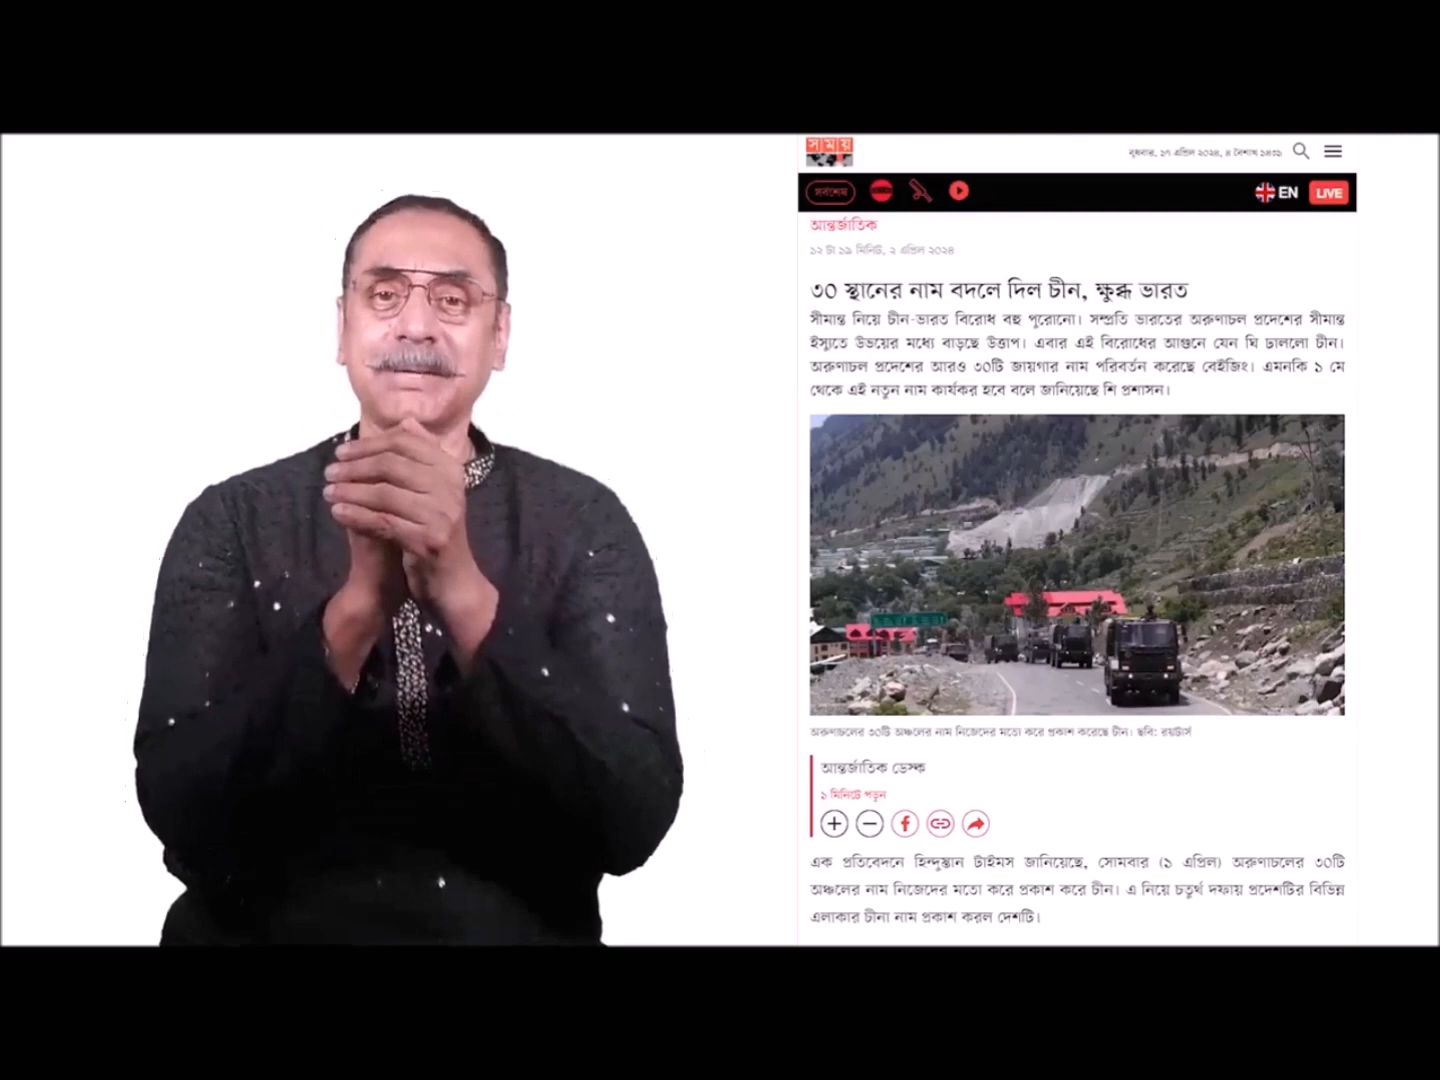 সময়
বুধবার, ১৭ এপ্রিল ২০২৪, ৪ বৈশাখ ১৪৩১
সর্বশেষ
EN
LIVE
আন্তর্জাতিক
১২ টা ১৯ মিনিট, ২ এপ্রিল ২০২৪
৩০ স্থানের নাম বদলে দিল চীন, ক্ষুব্ধ ভারত
সীমান্ত নিয়ে চীন-ভারত বিরোধ বহু পুরোনো। সম্প্রতি ভারতের অরুণাচল প্রদেশের সীমান্ত
ইস্যুতে উভয়ের মধ্যে বাড়ছে উত্তাপ। এবার এই বিরোধের আগুনে যেন ঘি ঢাললো চীন।
অরুণাচল প্রদেশের আরও ৩০টি জায়গার নাম পরিবর্তন করেছে বেইজিং। এমনকি ১ মে
থেকে এই নতুন নাম কার্যকর হবে বলে জানিয়েছে শি প্রশাসন।
অরুণাচলের ৩০টি অঞ্চলের নাম নিজেদের মতো করে প্রকাশ করেছে চীন। ছবি: রয়টার্স
আন্তর্জাতিক ডেস্ক
১ মিনিটে পড়ুন
এক প্রতিবেদনে হিন্দুস্তান টাইমস জানিয়েছে, সোমবার (১ এপ্রিল) অরুণাচলের ৩০টি
অঞ্চলের নাম নিজেদের মতো করে প্রকাশ করে চীন। এ নিয়ে চতুর্থ দফায় প্রদেশটির বিভিন্ন
এলাকার চীনা নাম প্রকাশ করল দেশটি।